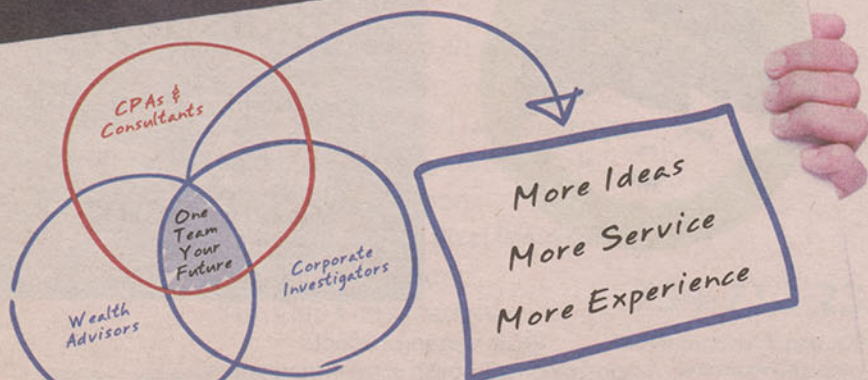 CPAs &
Consultants
One
Team
Your
Future
Corporate
Investigators
Wealth
Advisors
More Ideas
More Service
More Experience